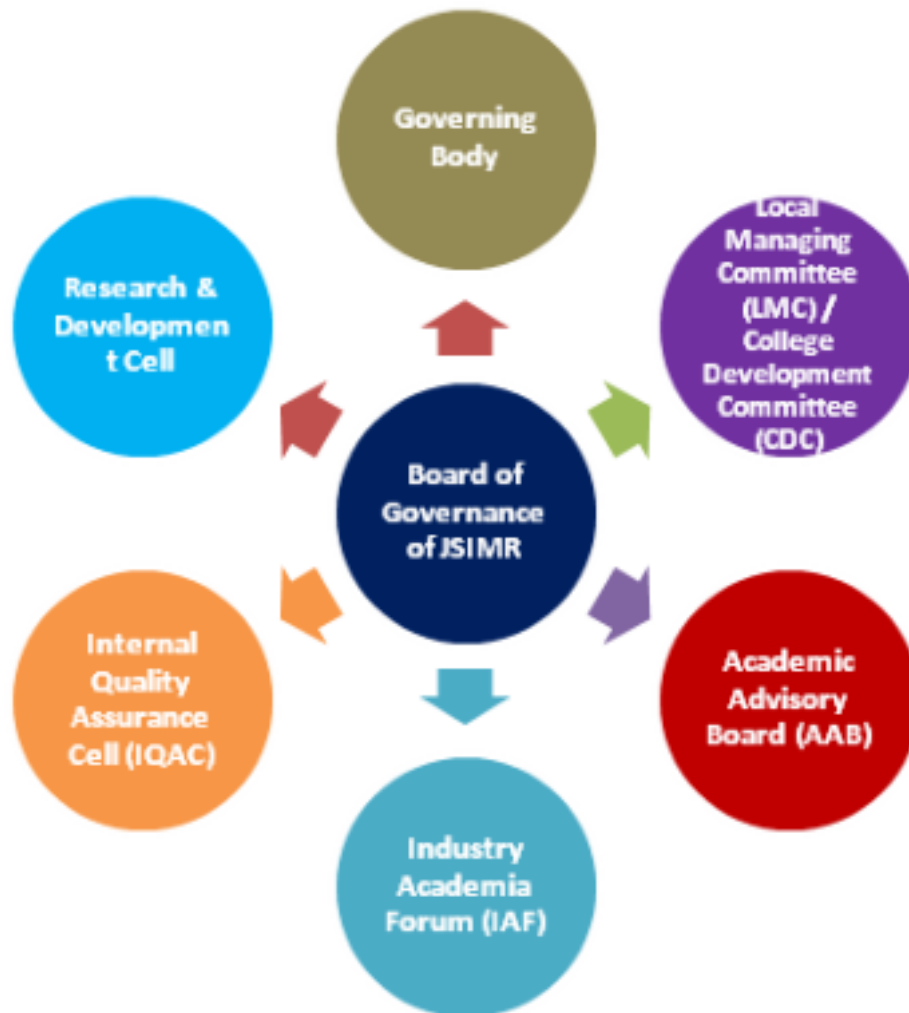 Governing
Body
Local
Managing
Committee
(LMC) /
College
Development
Committee
(CDC)
Academic
Advisory
Board (AAB)
Industry
Academia
Forum (IAF)
Internal
Quality
Assurance
Cell (IQAC)
Research &
Developmen
t Cell
Board of
Governance
of JSIMR